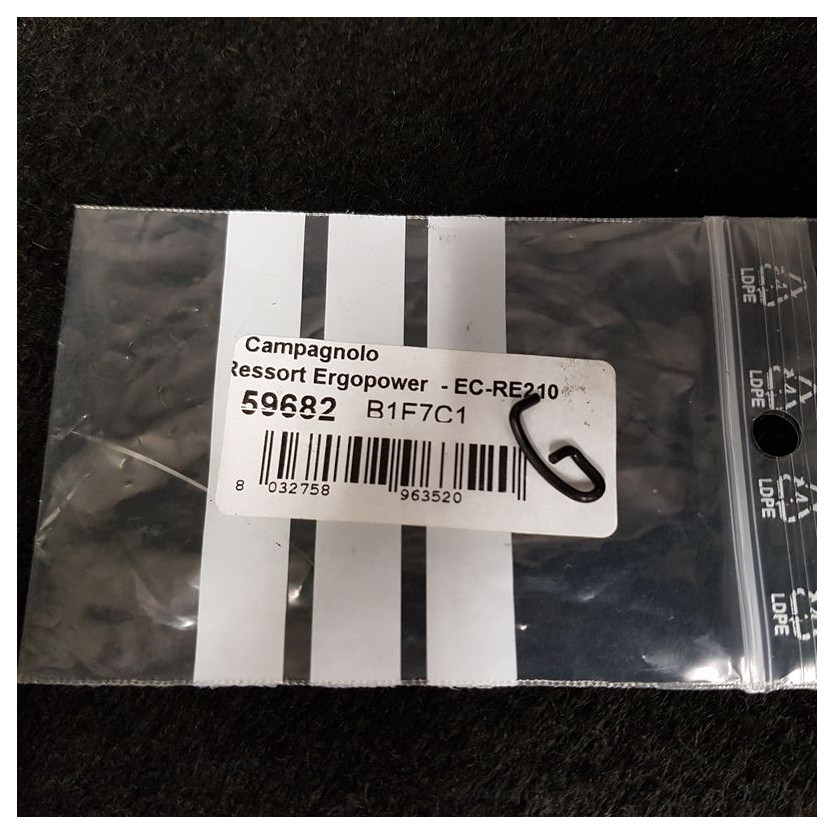 Campagnolo
Ressort Ergopower - EC-RE210
59682 B1F7C1
8 032758 963520
LDPE
LDPE
LDPE
LDPE